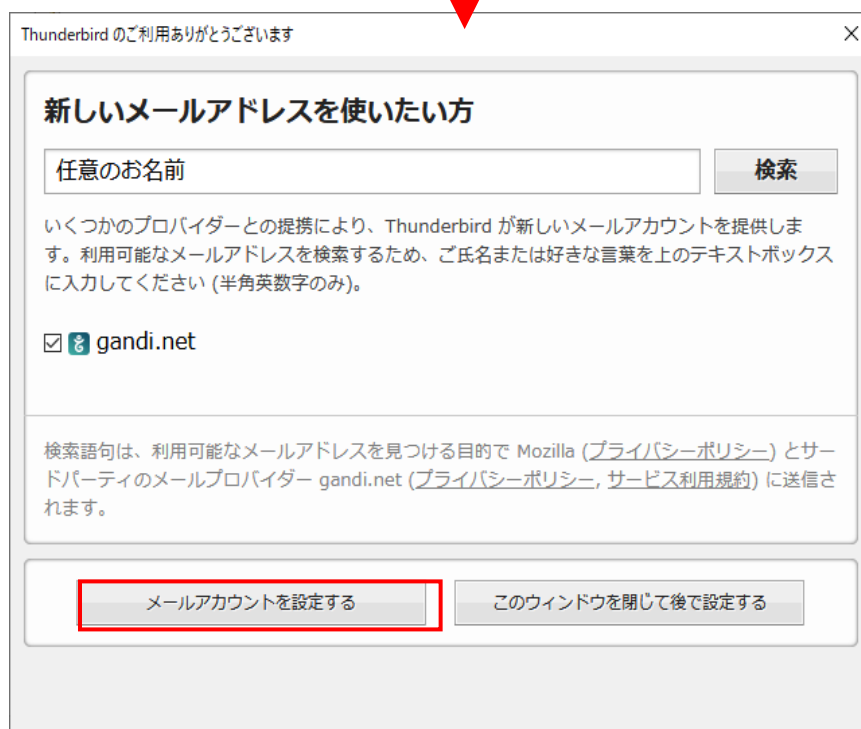 Thunderbird のご利用ありがとうございます
新しいメールアドレスを使いたい方
任意のお名前
検索
いくつかのプロバイダーとの提携により、Thunderbird が新しいメールアカウントを提供しま
す。利用可能なメールアドレスを検索するため、ご氏名または好きな言葉を上のテキストボックス
に入力してください (半角英数字のみ)。
gandi.net
検索語句は、利用可能なメールアドレスを見つける目的で Mozilla (プライバシーポリシー) とサー
ドパーティのメールプロバイダー gandi.net (プライバシーポリシー, サービス利用規約) に送信さ
れます。
メールアカウントを設定する
このウィンドウを閉じて後で設定する